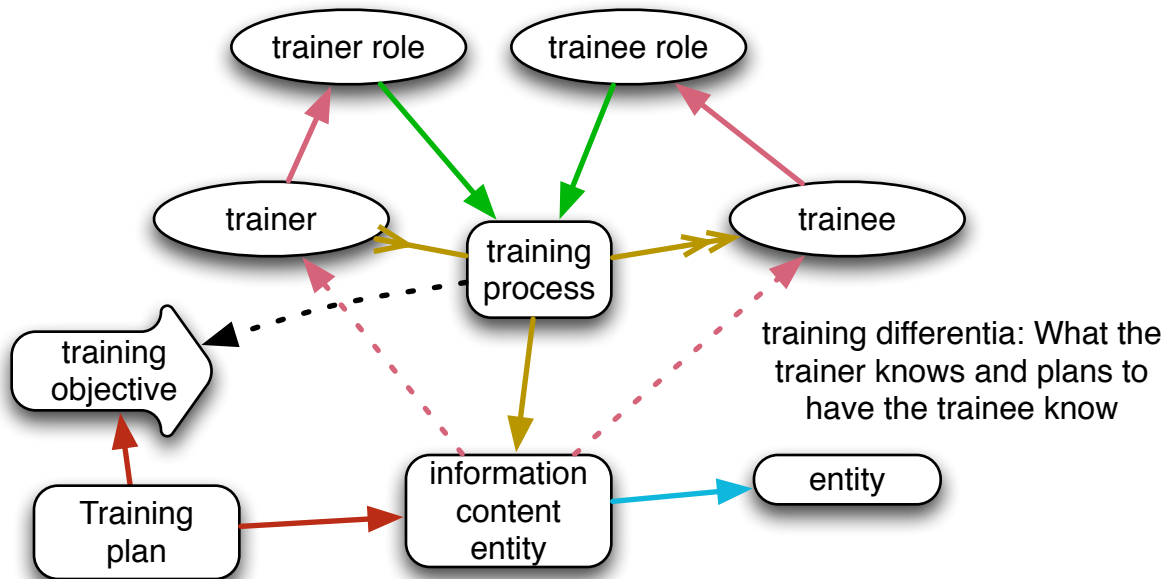 trainer role
trainee role
trainer
trainee
training
process
training
objective
training differentia: What the
trainer knows and plans to
have the trainee know
Training
plan
information
content
entity
entity